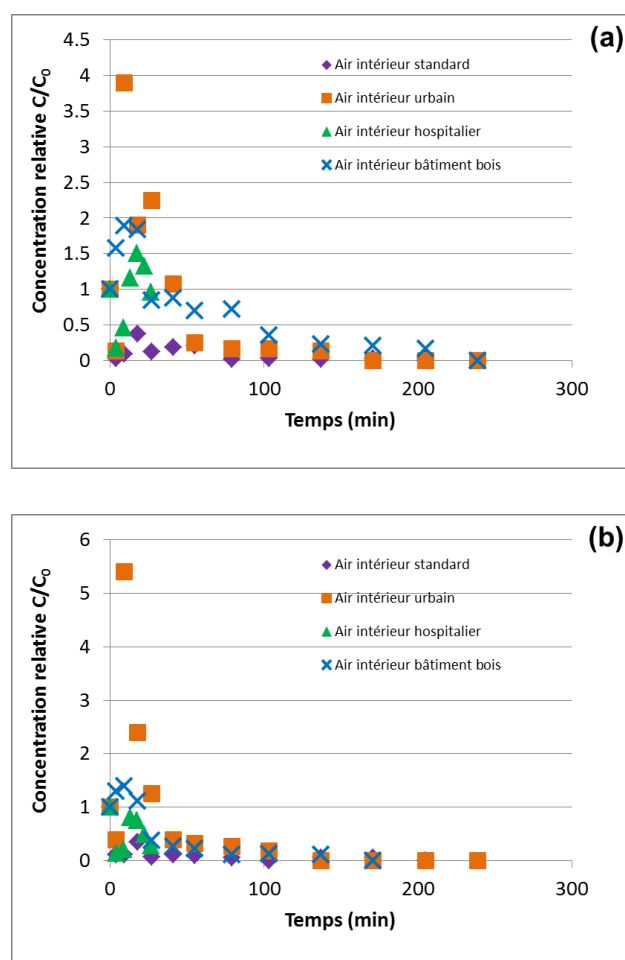 (a)
4.5
4
3.5
3
2.5
2
1.5
1
0.5
0
Concentration relative C/C0
Air intérieur standard
Air intérieur urbain
Air intérieur hospitalier
Air intérieur bâtiment bois
0 100 200 300
Temps (min)
(b)
6
5
4
3
2
1
0
Concentration relative C/C0
Air intérieur standard
Air intérieur urbain
Air intérieur hospitalier
Air intérieur bâtiment bois
0 100 200 300
Temps (min)